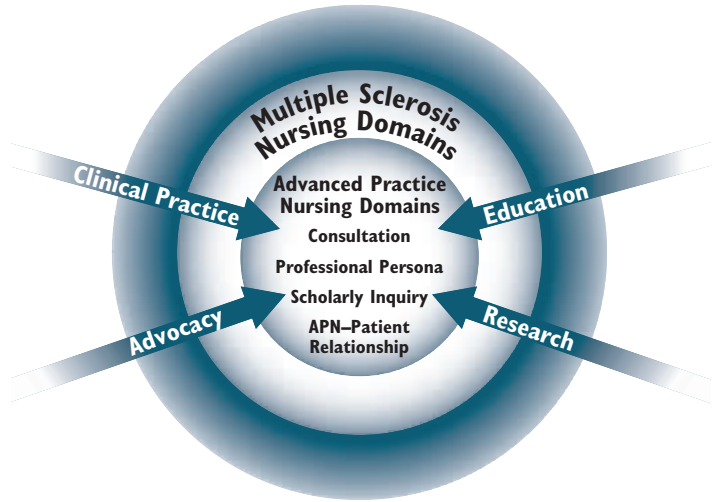 Multiple Sclerosis
Nursing Domains
Clinical Practice
Education
Advanced Practice
Nursing Domains
Consultation
Professional Persona
Scholarly Inquiry
APN–Patient
Relationship
Advocacy
Research